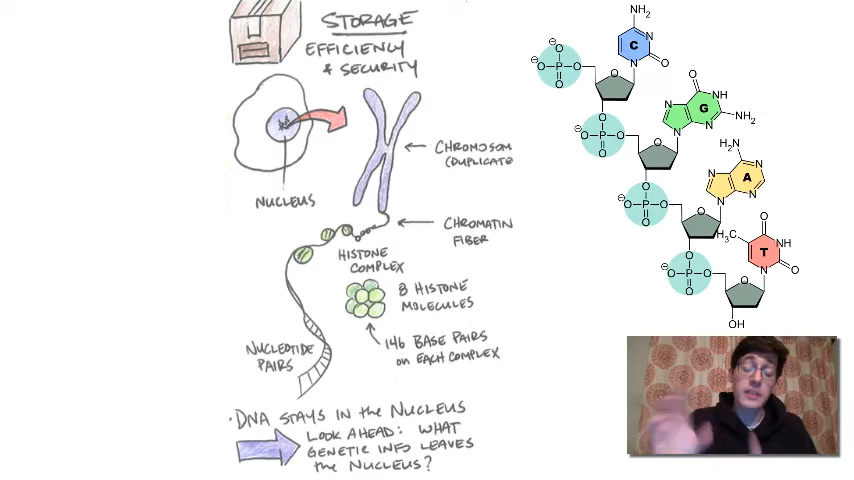 STORAGE
EFFICIENCY
& SECURITY
NUCLEUS
CHROMOSOM
(DUPLICATE
CHROMATIN
FIBER
HISTONE
COMPLEX
8 HISTONE
MOLECULES
146 BASE PAIRS
ON EACH COMPLEX
NUCLEOTIDE
PAIRS
· DNA STAYS IN the NUCLEUS
LOOK AHEAD: WHAT
GENETIC INFO LEAVES
the NUCLEUS?
NH₂
C
N
O
N
⊖
⊖
O
O
P
O
O
O
O
NH
G
NH₂
N
N
N
O
⊖
O
P
O
O
O
H₂N
A
N
N
N
N
O
⊖
O
P
O
O
O
H₃C
O
T
NH
O
N
O
⊖
O
P
O
O
O
OH